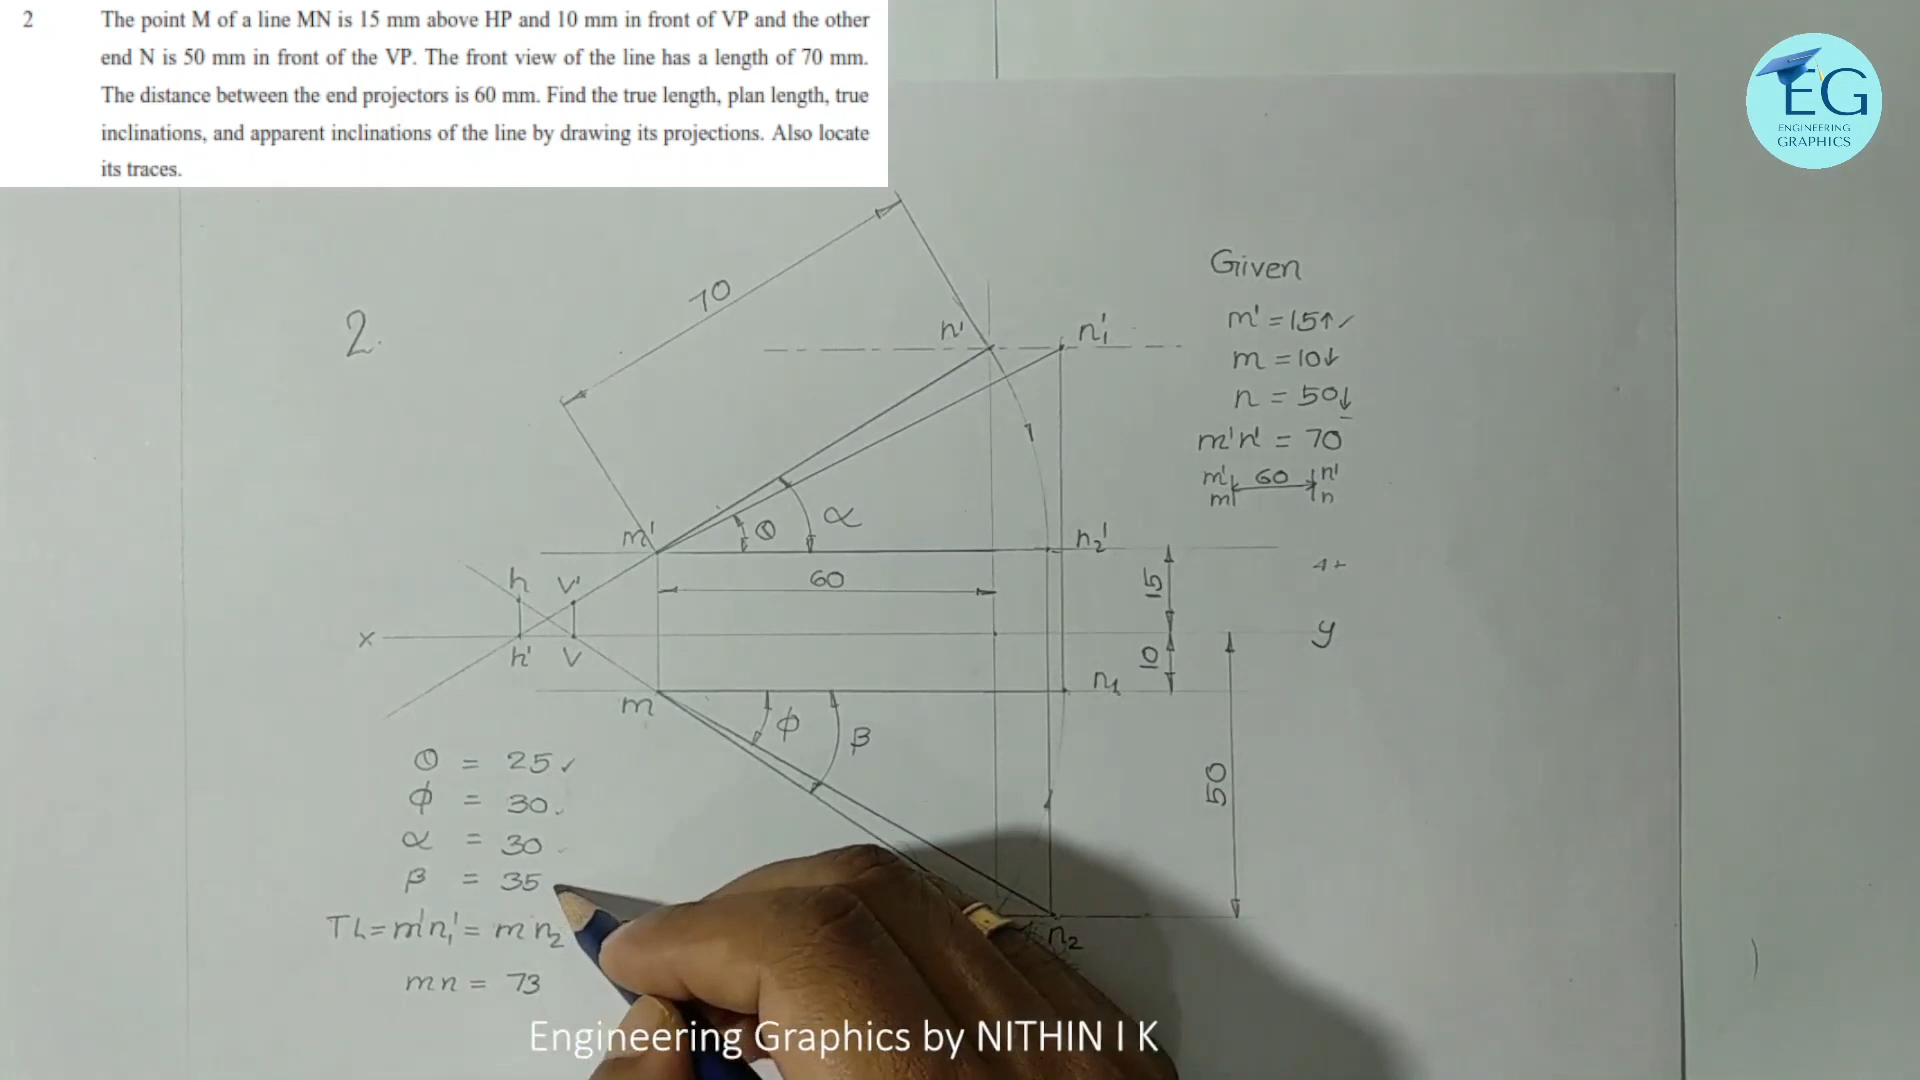 2 The point M of a line MN is 15 mm above HP and 10 mm in front of VP and the other
end N is 50 mm in front of the VP. The front view of the line has a length of 70 mm.
The distance between the end projectors is 60 mm. Find the true length, plan length, true
inclinations, and apparent inclinations of the line by drawing its projections. Also locate
its traces.
EG
ENGINEERING
GRAPHICS
2.
70
n' n₁'
Given
m' = 15↑ ✓
m = 10↓
n = 50↓
m'n' = 70
m' 60 n'
m n
m' θ α n₂'
60
15
h v'
x y
h' v
10
m n₁
φ β
50
θ = 25 ✓
φ = 30
α = 30
β = 35
TL = m'n₁' = mn₂
n₂
mn = 73
Engineering Graphics by NITHIN I K